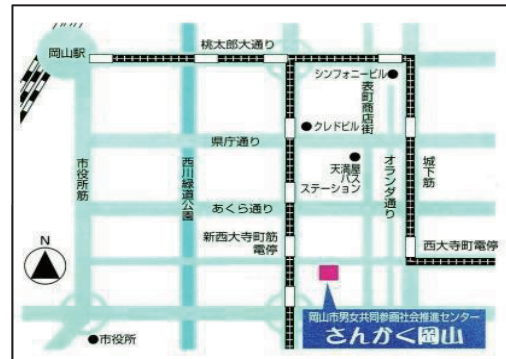 岡山駅
桃太郎大通り
シンフォニービル
表町商店街
クレドビル
県庁通り
天満屋
バス
ステーション
市役所筋
西川緑道公園
オランダ通り
城下筋
あくら通り
新西大寺町筋
電停
西大寺町電停
N
岡山市男女共同参画社会推進センター
さんかく岡山
市役所